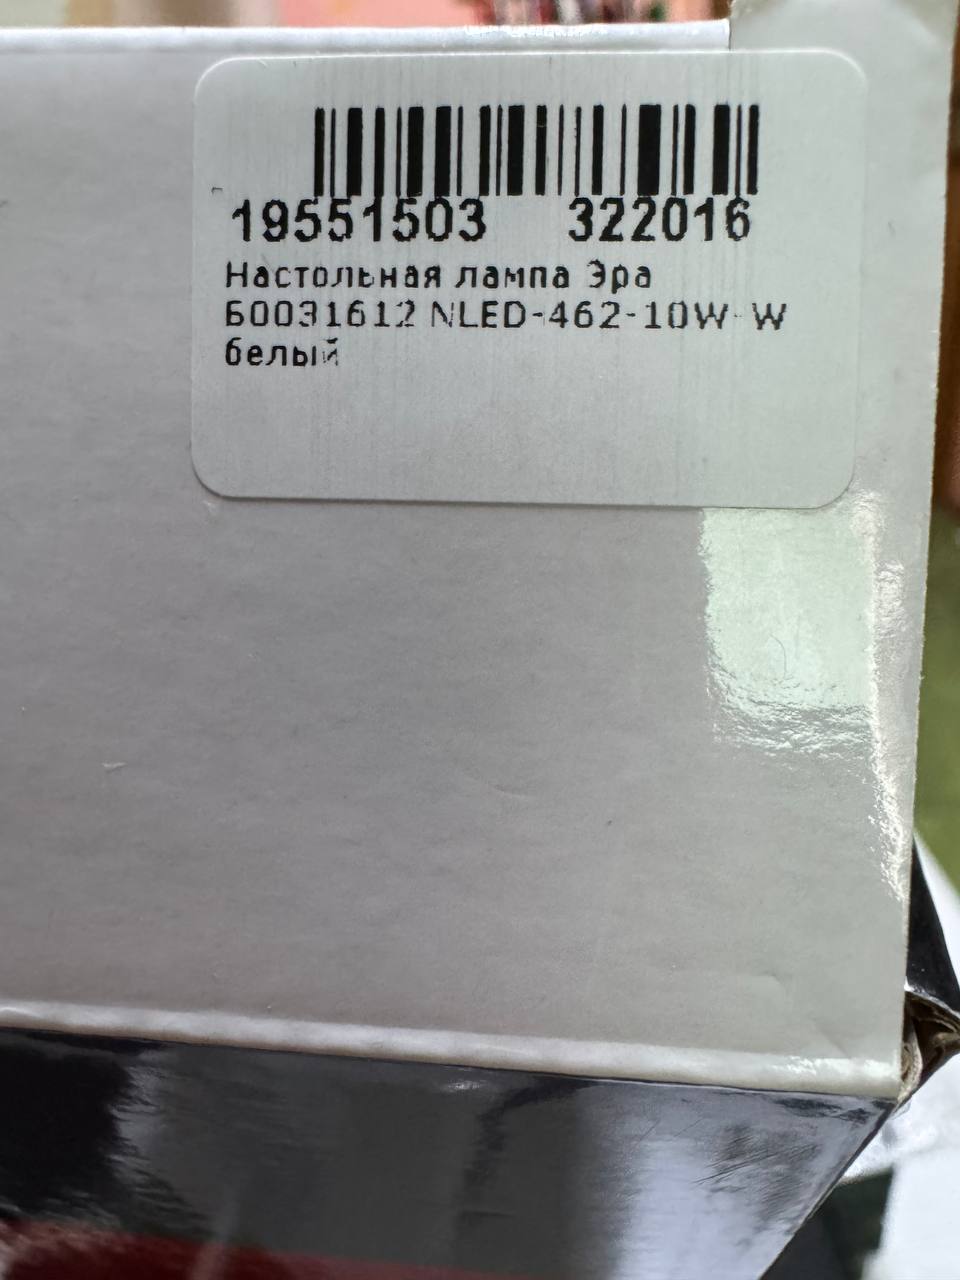 19551503 322016
Настольная лампа Эра
Б0031612 NLED-462-10W-W
белый